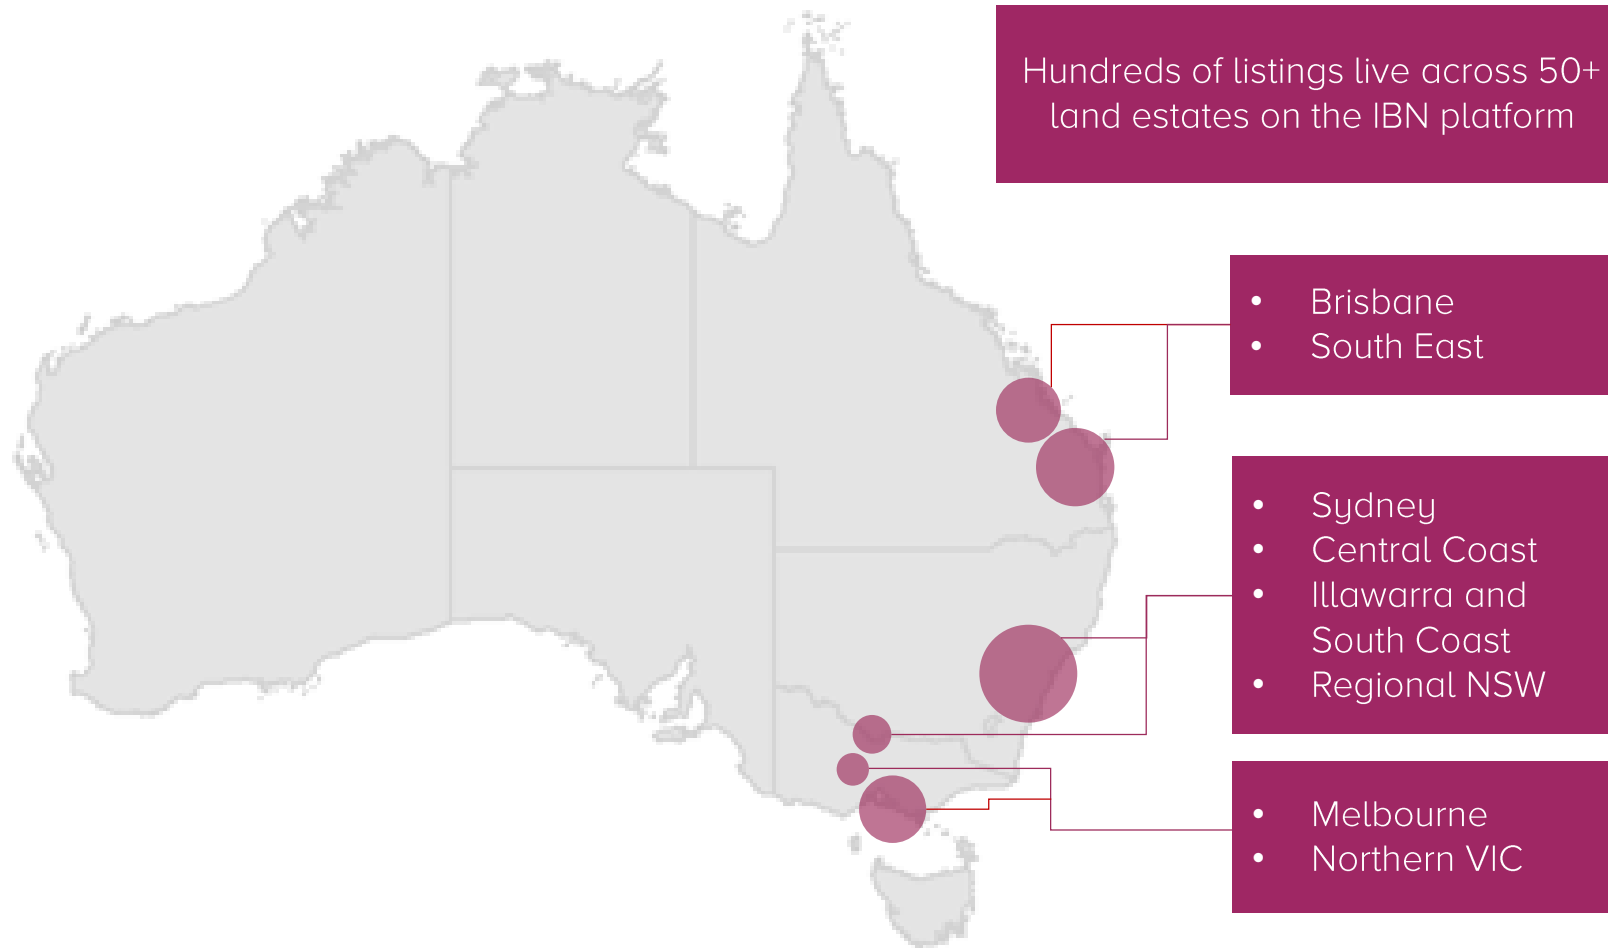 Hundreds of listings live across 50+
land estates on the IBN platform
• Brisbane
• South East
• Sydney
• Central Coast
• Illawarra and
South Coast
• Regional NSW
• Melbourne
• Northern VIC